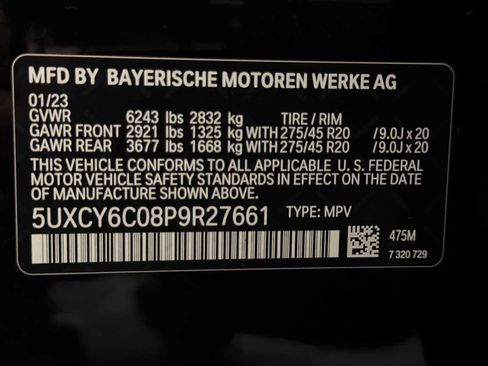 MFD BY BAYERISCHE MOTOREN WERKE AG
01/23
GVWR 6243 lbs 2832 kg TIRE / RIM
GAWR FRONT 2921 lbs 1325 kg WITH 275/45 R20 /9.0J x 20
GAWR REAR 3677 lbs 1668 kg WITH 275/45 R20 /9.0J x 20
THIS VEHICLE CONFORMS TO ALL APPLICABLE U. S. FEDERAL
MOTOR VEHICLE SAFETY STANDARDS IN EFFECT ON THE DATE
OF MANUFACTURE SHOWN ABOVE.
5UXCY6C08P9R27661 TYPE: MPV
475M
7 320 729